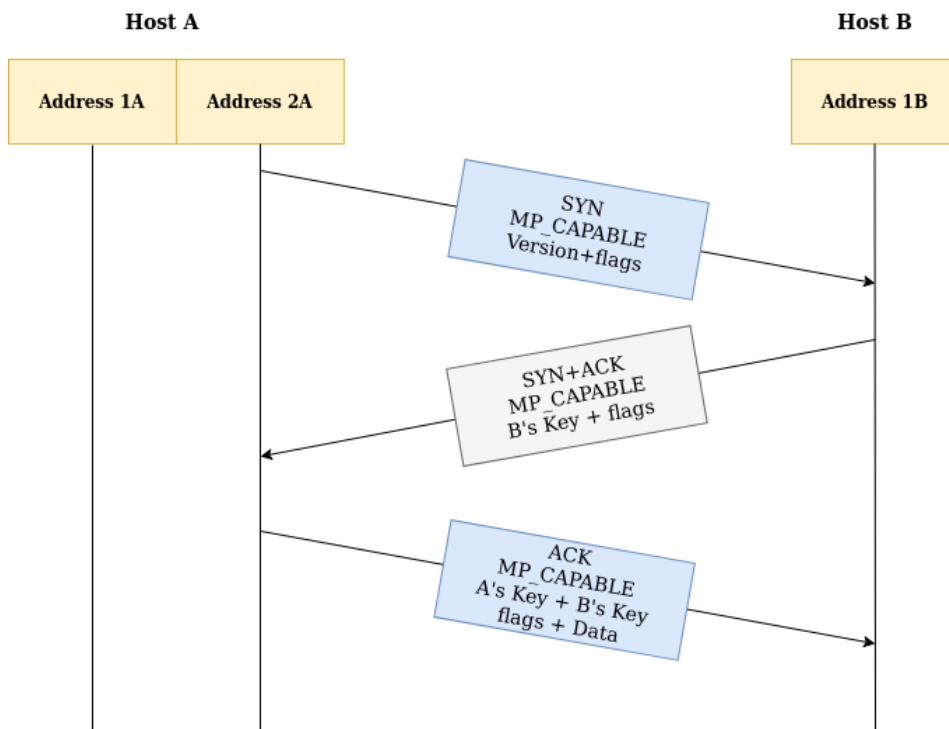 Host A
Host B
Address 1A
Address 2A
Address 1B
SYN
MP_CAPABLE
Version+flags
SYN+ACK
MP_CAPABLE
B's Key + flags
ACK
MP_CAPABLE
A's Key + B's Key
flags + Data